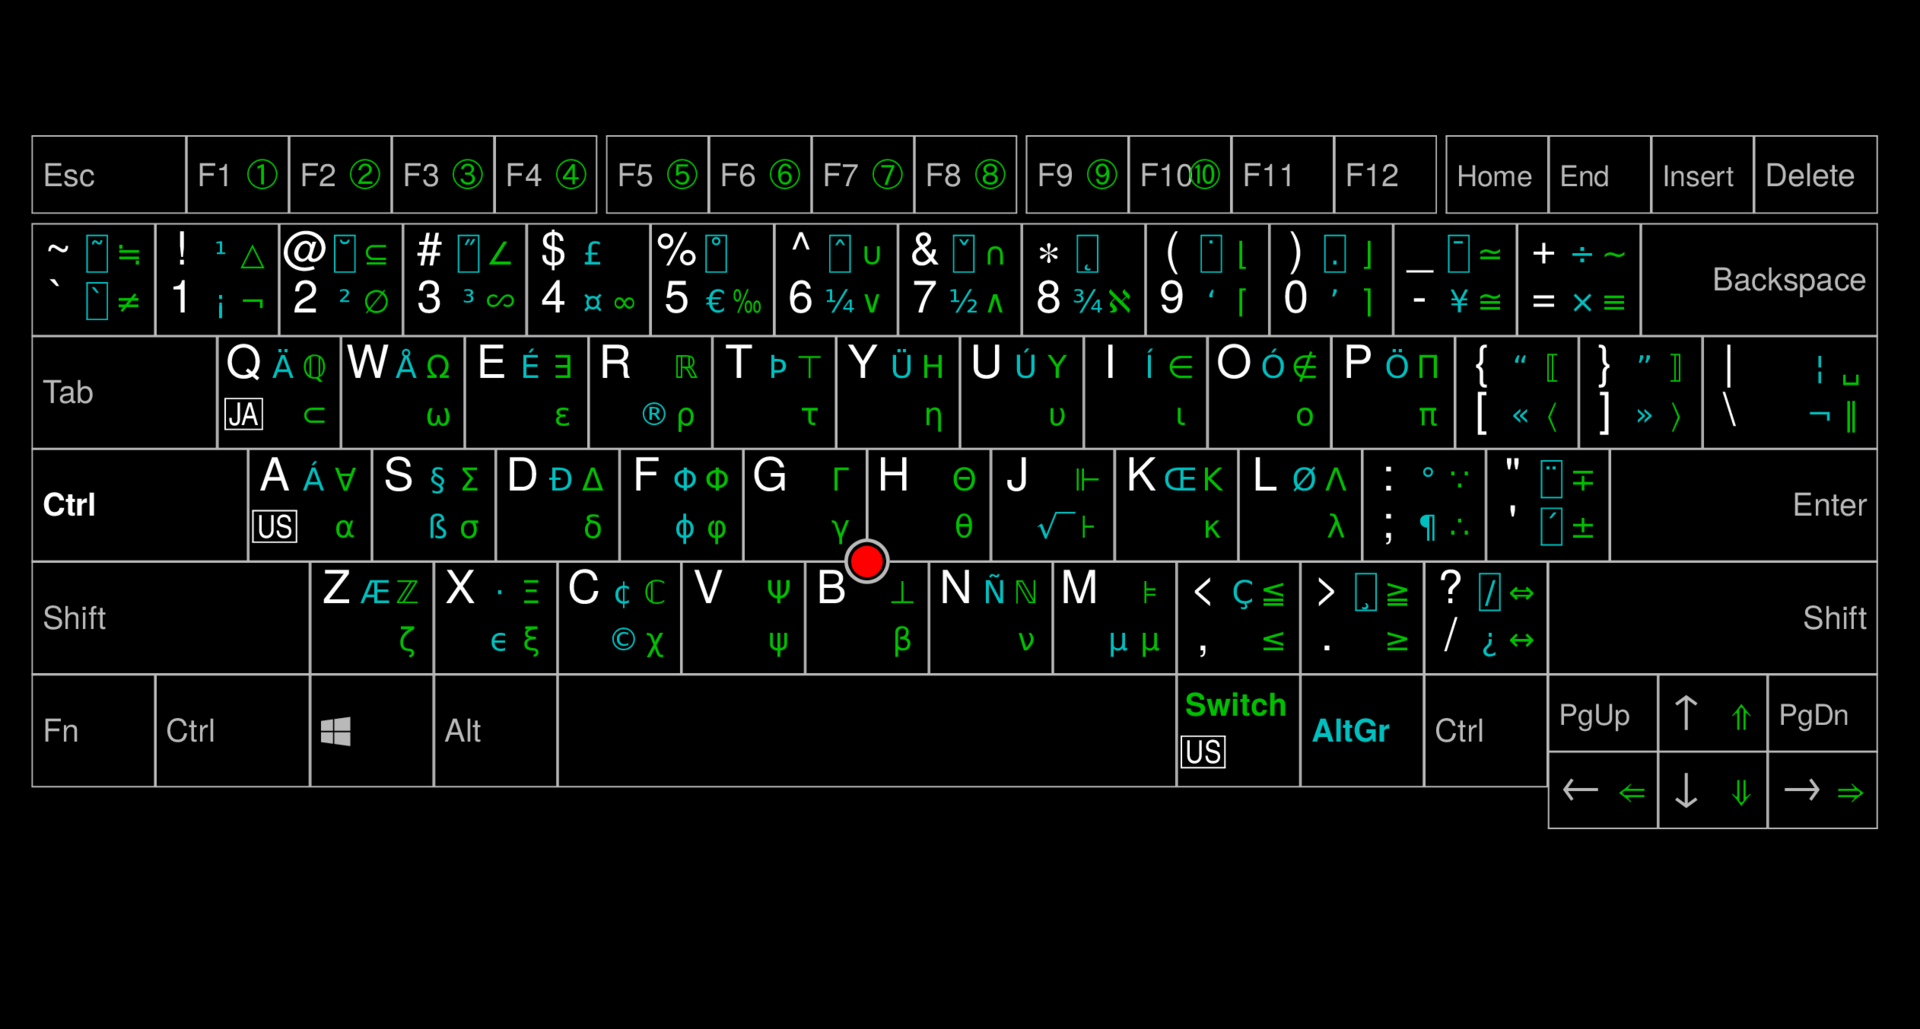 Esc F1 ① F2 ② F3 ③ F4 ④ F5 ⑤ F6 ⑥ F7 ⑦ F8 ⑧ F9 ⑨ F10 ⑩ F11 F12 Home End Insert Delete
~ ˜ ≒ ! ¹ △ @ ˘ ⊆ # ˝ ∠ $ £ % ° ^ ˆ ∪ & ˇ ∩ * ˛ ( ˙ ⌊ ) . ⌋ _ ¯ ≃ + ÷ ∼ Backspace
` ` ≠ 1 ¡ ¬ 2 ² ∅ 3 ³ ∽ 4 ¤ ∞ 5 € ‰ 6 ¼ ∨ 7 ½ ∧ 8 ¾ ℵ 9 ‘ ⌈ 0 ’ ⌉ - ¥ ≅ = × ≡
Tab Q Ä ℚ W Å Ω E É ∃ R ℝ T Þ ⊤ Y Ü Η U Ú Υ I Í ∈ O Ó ∉ P Ö Π { “ ⟦ } ” ⟧ | ¦ ␣
JA ⊂ ω ε ® ρ τ η υ ι ο π [ « 〈 ] » 〉 \ ¬ ∥
Ctrl A Á ∀ S § Σ D Ð Δ F Φ Φ G Γ H Θ J ⊩ K Œ Κ L Ø Λ : ° ∵ " ¨ ∓ Enter
US α ß σ δ ϕ φ γ θ √ ⊦ κ λ ; ¶ ∴ ' ´ ±
Shift Z Æ ℤ X · Ξ C ¢ ℂ V Ψ B ⊥ N Ñ ℕ M ⊧ < Ç ≦ > ¸ ≧ ? / ⇔ Shift
ζ ϵ ξ © χ ψ β ν µ μ , ≤ . ≥ / ¿ ⇔
Fn Ctrl Alt Switch AltGr Ctrl PgUp ↑ ⇑ PgDn
US
← ⇐ ↓ ⇓ → ⇒